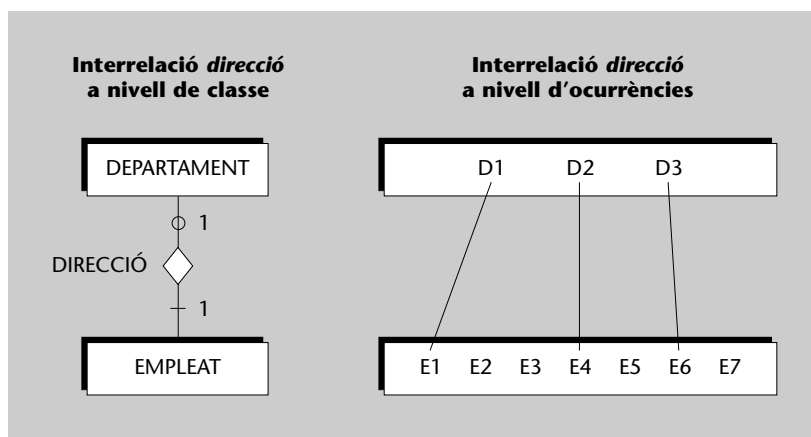 Interrelació direcció
a nivell de classe
DEPARTAMENT
1
DIRECCIÓ
1
EMPLEAT
Interrelació direcció
a nivell d'ocurrències
D1 D2 D3
E1 E2 E3 E4 E5 E6 E7